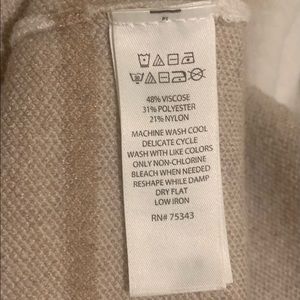 48% VISCOSE
31% POLYESTER
21% NYLON
MACHINE WASH COOL
DELICATE CYCLE
WASH WITH LIKE COLORS
ONLY NON-CHLORINE
BLEACH WHEN NEEDED
RESHAPE WHILE DAMP
DRY FLAT
LOW IRON
RN# 75343